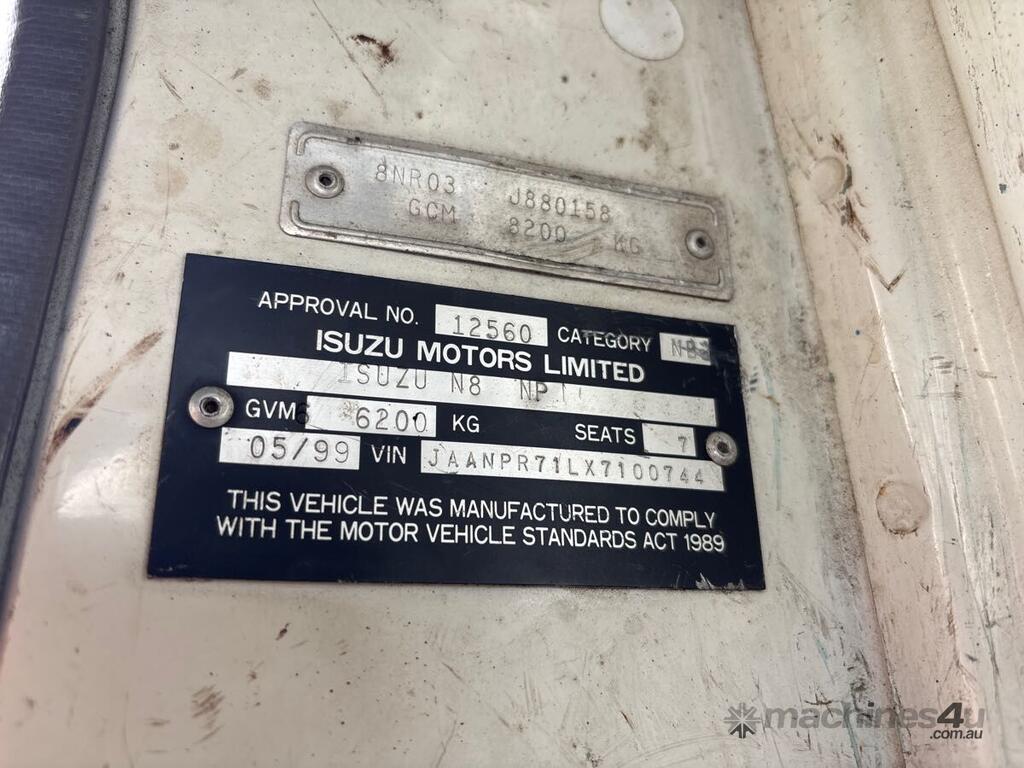 8NR03 J880158
GCM 8200 KG
APPROVAL NO. 12560 CATEGORY
ISUZU MOTORS LIMITED
ISUZU N8 NP
GVM 6200 KG SEATS 7
05/99 VIN JAANPR71LX7100744
THIS VEHICLE WAS MANUFACTURED TO COMPLY
WITH THE MOTOR VEHICLE STANDARDS ACT 1989
machines4u
.com.au